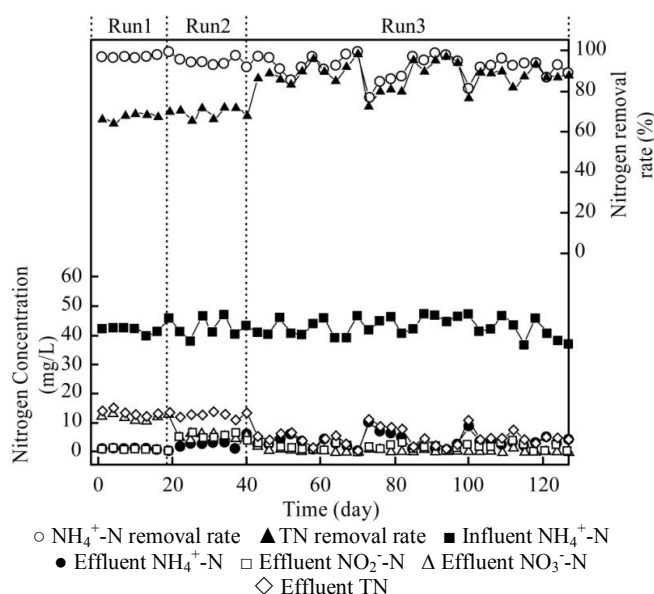 Run1 Run2 Run3
100
80
60
40
20
0
Nitrogen removal
rate (%)
60
50
40
30
20
10
0
Nitrogen Concentration
(mg/L)
0 20 40 60 80 100 120
Time (day)
○ NH₄⁺-N removal rate ▲ TN removal rate ■ Influent NH₄⁺-N
● Effluent NH₄⁺-N □ Effluent NO₂⁻-N △ Effluent NO₃⁻-N
◇ Effluent TN